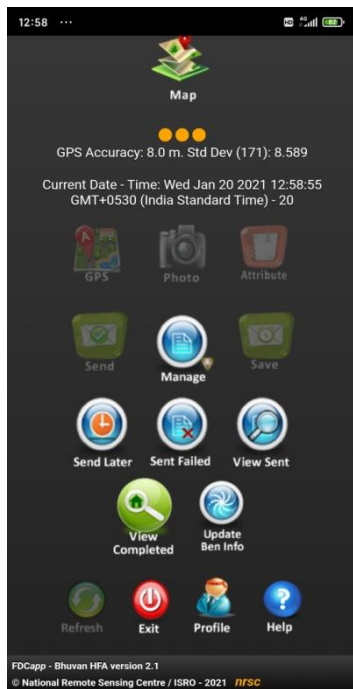 12:58 ...
HD 4G 82
Map
GPS Accuracy: 8.0 m. Std Dev (171): 8.589
Current Date - Time: Wed Jan 20 2021 12:58:55
GMT+0530 (India Standard Time) - 20
GPS Photo Attribute
Send Save
Manage
Send Later Sent Failed View Sent
View
Completed
Update
Ben Info
Refresh Exit Profile Help
FDCapp - Bhuvan HFA version 2.1
© National Remote Sensing Centre / ISRO - 2021 nrsc